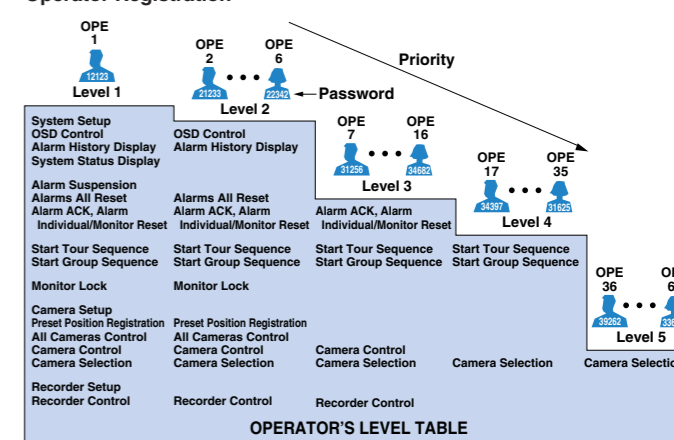 OPE
1
12123
Level 1
OPE OPE
2 6
21233 22342
Level 2
Password
Priority
OPE OPE
7 16
31256 34682
Level 3
OPE OPE
17 35
34397 31625
Level 4
OPE
36
39262
Level 5
System Setup
OSD Control OSD Control
Alarm History Display Alarm History Display
System Status Display
Alarm Suspension
Alarms All Reset Alarms All Reset
Alarm ACK, Alarm Alarm ACK, Alarm Alarm ACK, Alarm
Individual/Monitor Reset Individual/Monitor Reset Individual/Monitor Reset
Start Tour Sequence Start Tour Sequence Start Tour Sequence Start Tour Sequence
Start Group Sequence Start Group Sequence Start Group Sequence Start Group Sequence
Monitor Lock Monitor Lock
Camera Setup
Preset Position Registration Preset Position Registration
All Cameras Control All Cameras Control
Camera Control Camera Control Camera Control
Camera Selection Camera Selection Camera Selection Camera Selection Camera Selectio
Recorder Setup
Recorder Control Recorder Control Recorder Control
OPERATOR'S LEVEL TABLE